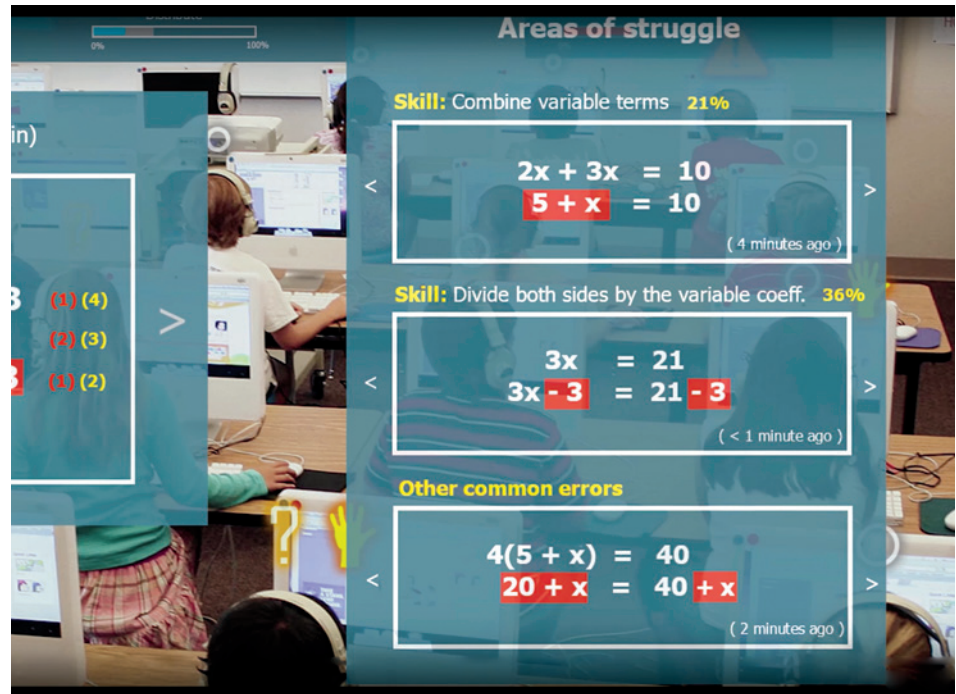 0%
100%
Areas of struggle
in)
(1) (4)
(2) (3)
(1) (2)
>
Skill: Combine variable terms 21%
<
2x + 3x = 10
5 + x = 10
( 4 minutes ago )
>
Skill: Divide both sides by the variable coeff. 36%
<
3x = 21
3x - 3 = 21 - 3
( < 1 minute ago )
>
Other common errors
<
4(5 + x) = 40
20 + x = 40 + x
( 2 minutes ago )
>
?